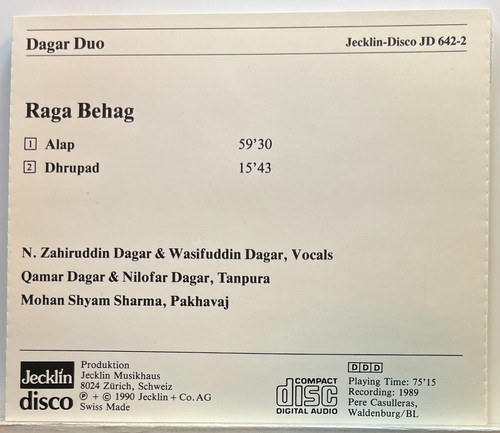 Dagar Duo
Jecklin-Disco JD 642-2
Raga Behag
1 Alap 59'30
2 Dhrupad 15'43
N. Zahiruddin Dagar & Wasifuddin Dagar, Vocals
Qamar Dagar & Nilofar Dagar, Tanpura
Mohan Shyam Sharma, Pakhavaj
Jecklin
disco
Produktion
Jecklin Musikhaus
8024 Zürich, Schweiz
℗ + © 1990 Jecklin + Co. AG
Swiss Made
COMPACT
disc
DIGITAL AUDIO
DDD
Playing Time: 75'15
Recording: 1989
Pere Casulleras,
Waldenburg/BL